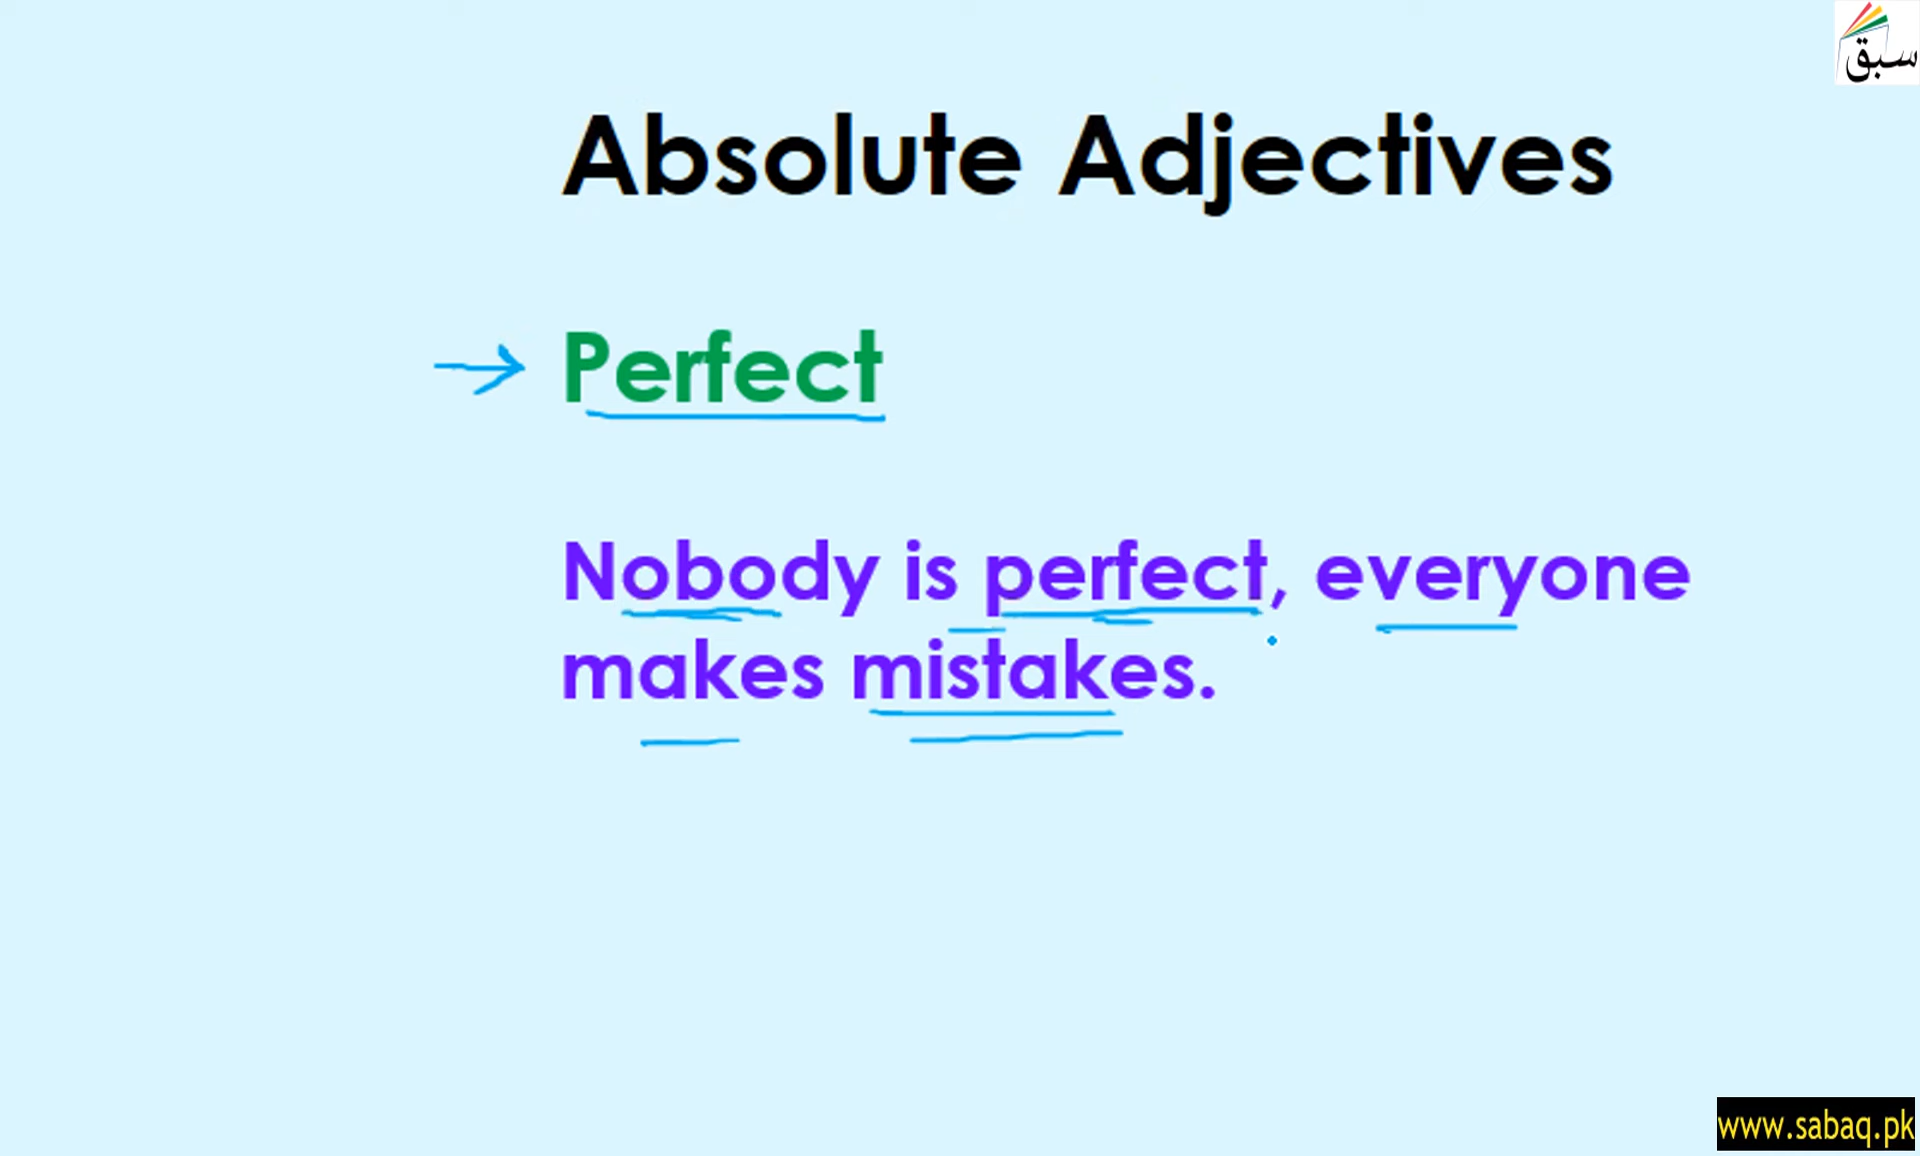 سبق
Absolute Adjectives
Perfect
Nobody is perfect, everyone
makes mistakes.
www.sabaq.pk